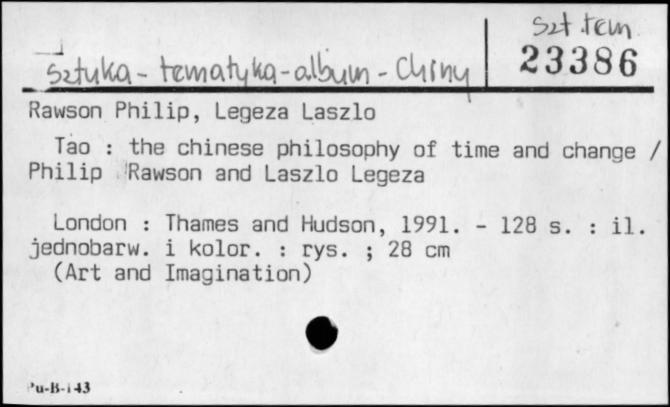 szt. tem.
23386
Sztuka - tematyka - album - Chiny
Rawson Philip, Legeza Laszlo
Tao : the chinese philosophy of time and change /
Philip Rawson and Laszlo Legeza
London : Thames and Hudson, 1991. - 128 s. : il.
jednobarw. i kolor. : rys. ; 28 cm
(Art and Imagination)
Pu-B-143